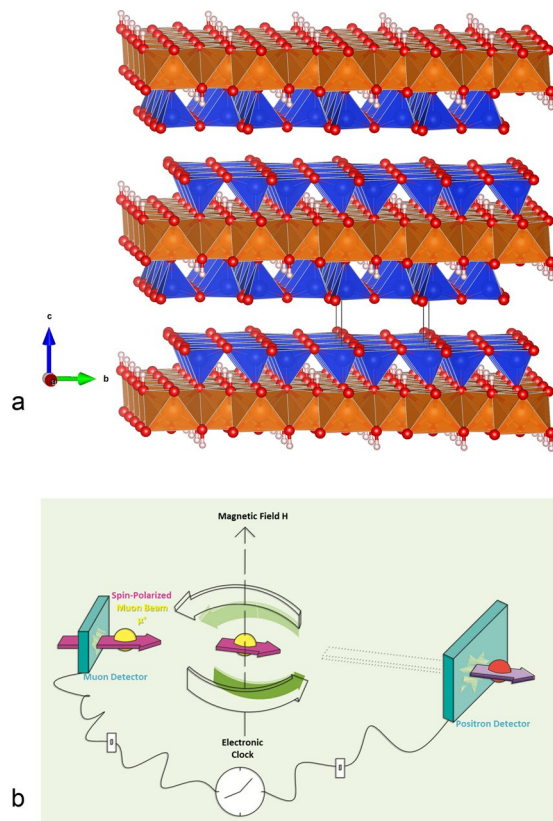 c
b
a
Magnetic Field H
Spin-Polarized
Muon Beam
μ⁺
Muon Detector
Positron Detector
Electronic
Clock
b